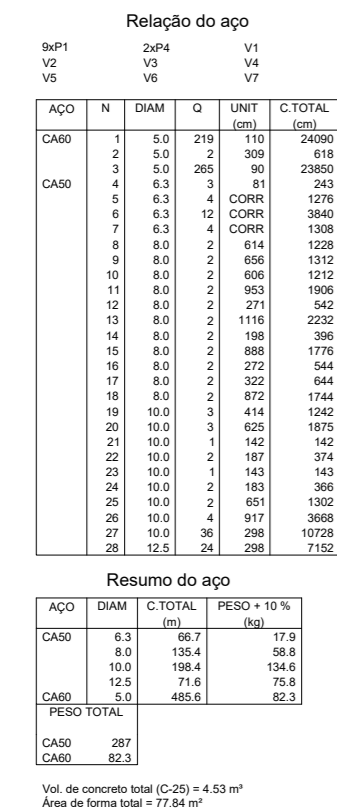 Relação do aço
9xP1 2xP4 V1
V2 V3 V4
V5 V6 V7
AÇO N DIAM Q UNIT C.TOTAL
(cm) (cm)
CA60 1 5.0 219 110 24090
2 5.0 2 309 618
3 5.0 265 90 23850
CA50 4 6.3 3 81 243
5 6.3 4 CORR 1276
6 6.3 12 CORR 3840
7 6.3 4 CORR 1308
8 8.0 2 614 1228
9 8.0 2 656 1312
10 8.0 2 606 1212
11 8.0 2 953 1906
12 8.0 2 271 542
13 8.0 2 1116 2232
14 8.0 2 198 396
15 8.0 2 888 1776
16 8.0 2 272 544
17 8.0 2 322 644
18 8.0 2 872 1744
19 10.0 3 414 1242
20 10.0 3 625 1875
21 10.0 1 142 142
22 10.0 2 187 374
23 10.0 1 143 143
24 10.0 2 183 366
25 10.0 2 651 1302
26 10.0 4 917 3668
27 10.0 36 298 10728
28 12.5 24 298 7152
Resumo do aço
AÇO DIAM C.TOTAL PESO + 10 %
(m) (kg)
CA50 6.3 66.7 17.9
8.0 135.4 58.8
10.0 198.4 134.6
12.5 71.6 75.8
CA60 5.0 485.6 82.3
PESO TOTAL
CA50 287
CA60 82.3
Vol. de concreto total (C-25) = 4.53 m³
Área de forma total = 77.84 m²